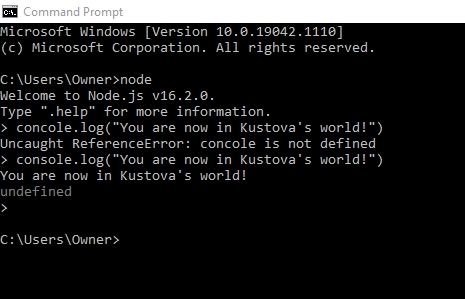 Command Prompt
Microsoft Windows [Version 10.0.19042.1110]
(c) Microsoft Corporation. All rights reserved.
C:\Users\Owner>node
Welcome to Node.js v16.2.0.
Type ".help" for more information.
> concole.log("You are now in Kustova's world!")
Uncaught ReferenceError: concole is not defined
> console.log("You are now in Kustova's world!")
You are now in Kustova's world!
undefined
>
C:\Users\Owner>